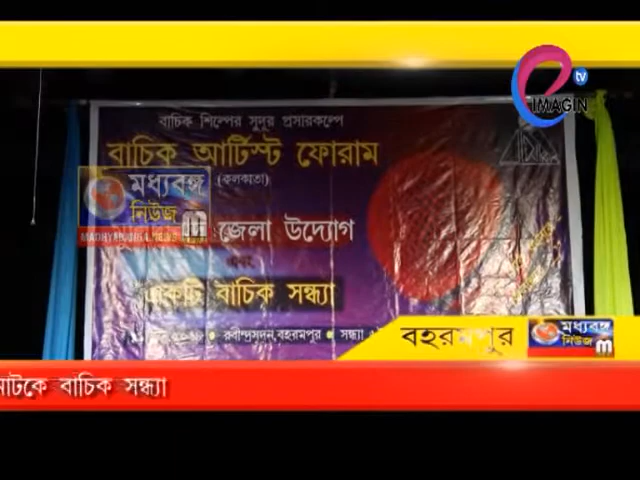 tv
IMAGIN
বাচিক শিল্পের সুদূর প্রসারকল্পে
বাচিক আর্টিস্ট ফোরাম
(কলকাতা)
মধ্যবঙ্গ
নিউজ
জেলা উদ্যোগ
একটি বাচিক সন্ধ্যা
রবীন্দ্রসদন, বহরমপুর • সন্ধ্যা
বহরমপুর
মধ্যবঙ্গ
নিউজ
নাটকে বাচিক সন্ধ্যা